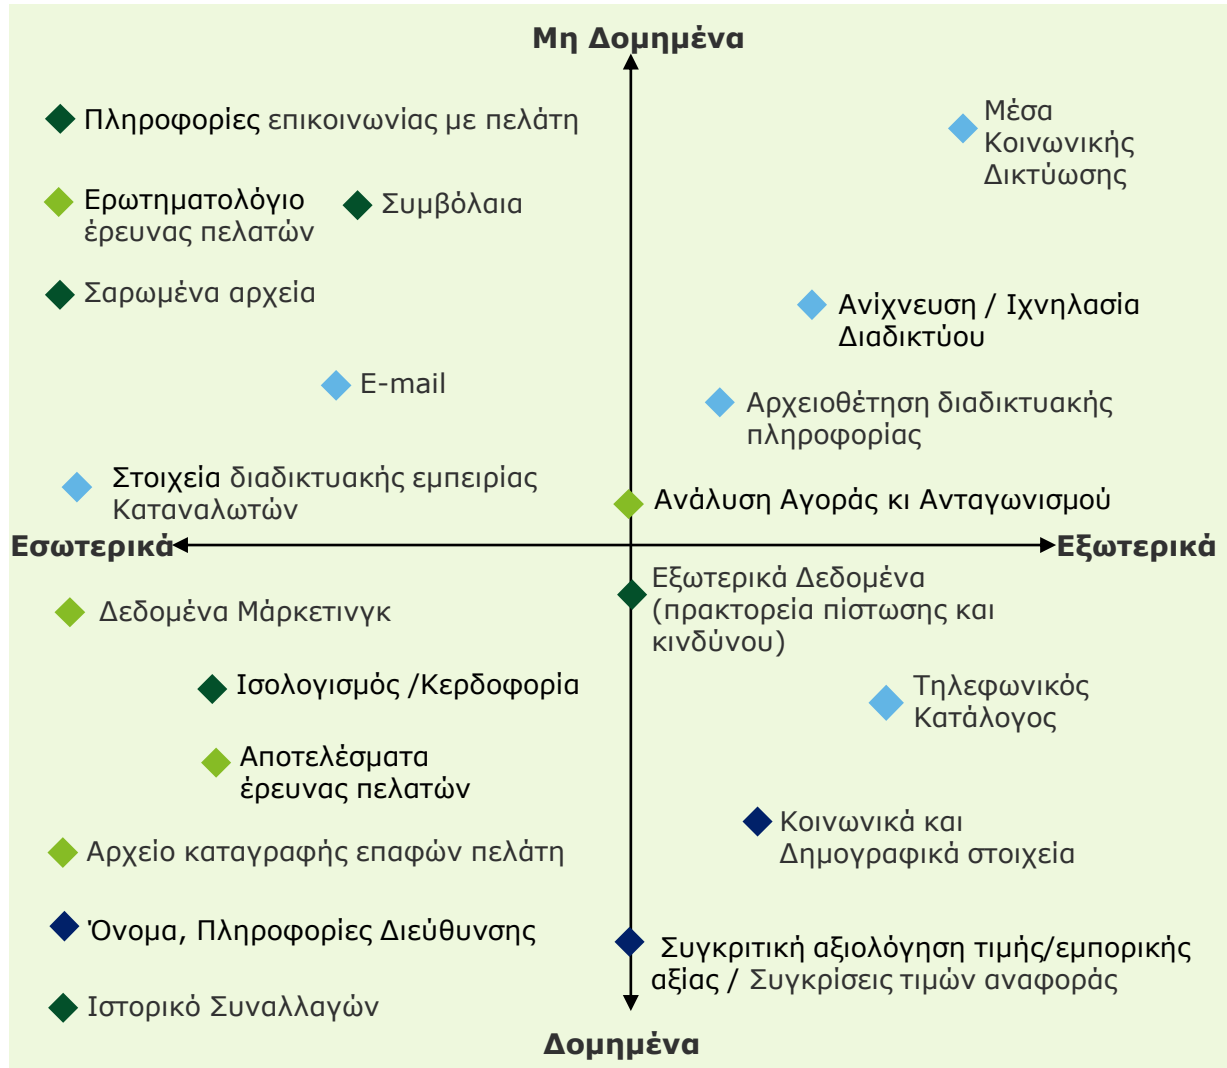 Μη Δομημένα
Πληροφορίες επικοινωνίας με πελάτη
Μέσα
Κοινωνικής
Δικτύωσης
Ερωτηματολόγιο
έρευνας πελατών
Συμβόλαια
Σαρωμένα αρχεία
Ανίχνευση / Ιχνηλασία
Διαδικτύου
E-mail
Αρχειοθέτηση διαδικτυακής
πληροφορίας
Στοιχεία διαδικτυακής εμπειρίας
Καταναλωτών
Ανάλυση Αγοράς κι Ανταγωνισμού
Εσωτερικά
Εξωτερικά
Εξωτερικά Δεδομένα
(πρακτορεία πίστωσης και
κινδύνου)
Δεδομένα Μάρκετινγκ
Ισολογισμός /Κερδοφορία
Τηλεφωνικός
Κατάλογος
Αποτελέσματα
έρευνας πελατών
Κοινωνικά και
Δημογραφικά στοιχεία
Αρχείο καταγραφής επαφών πελάτη
Όνομα, Πληροφορίες Διεύθυνσης
Συγκριτική αξιολόγηση τιμής/εμπορικής
αξίας / Συγκρίσεις τιμών αναφοράς
Ιστορικό Συναλλαγών
Δομημένα